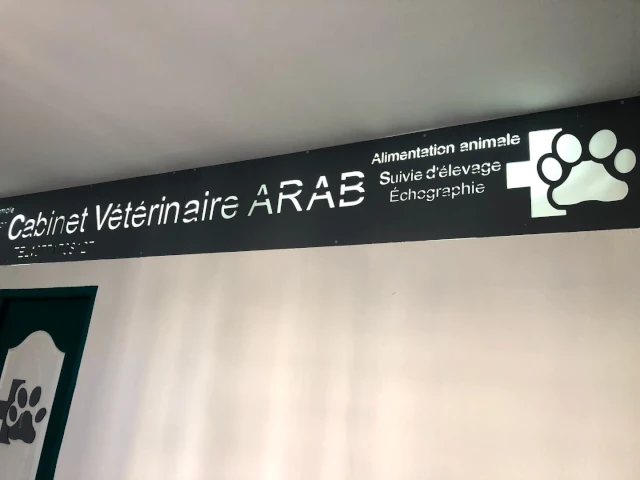 Cabinet Vétérinaire ARAB
Alimentation animale
Suivie d'élevage
Échographie